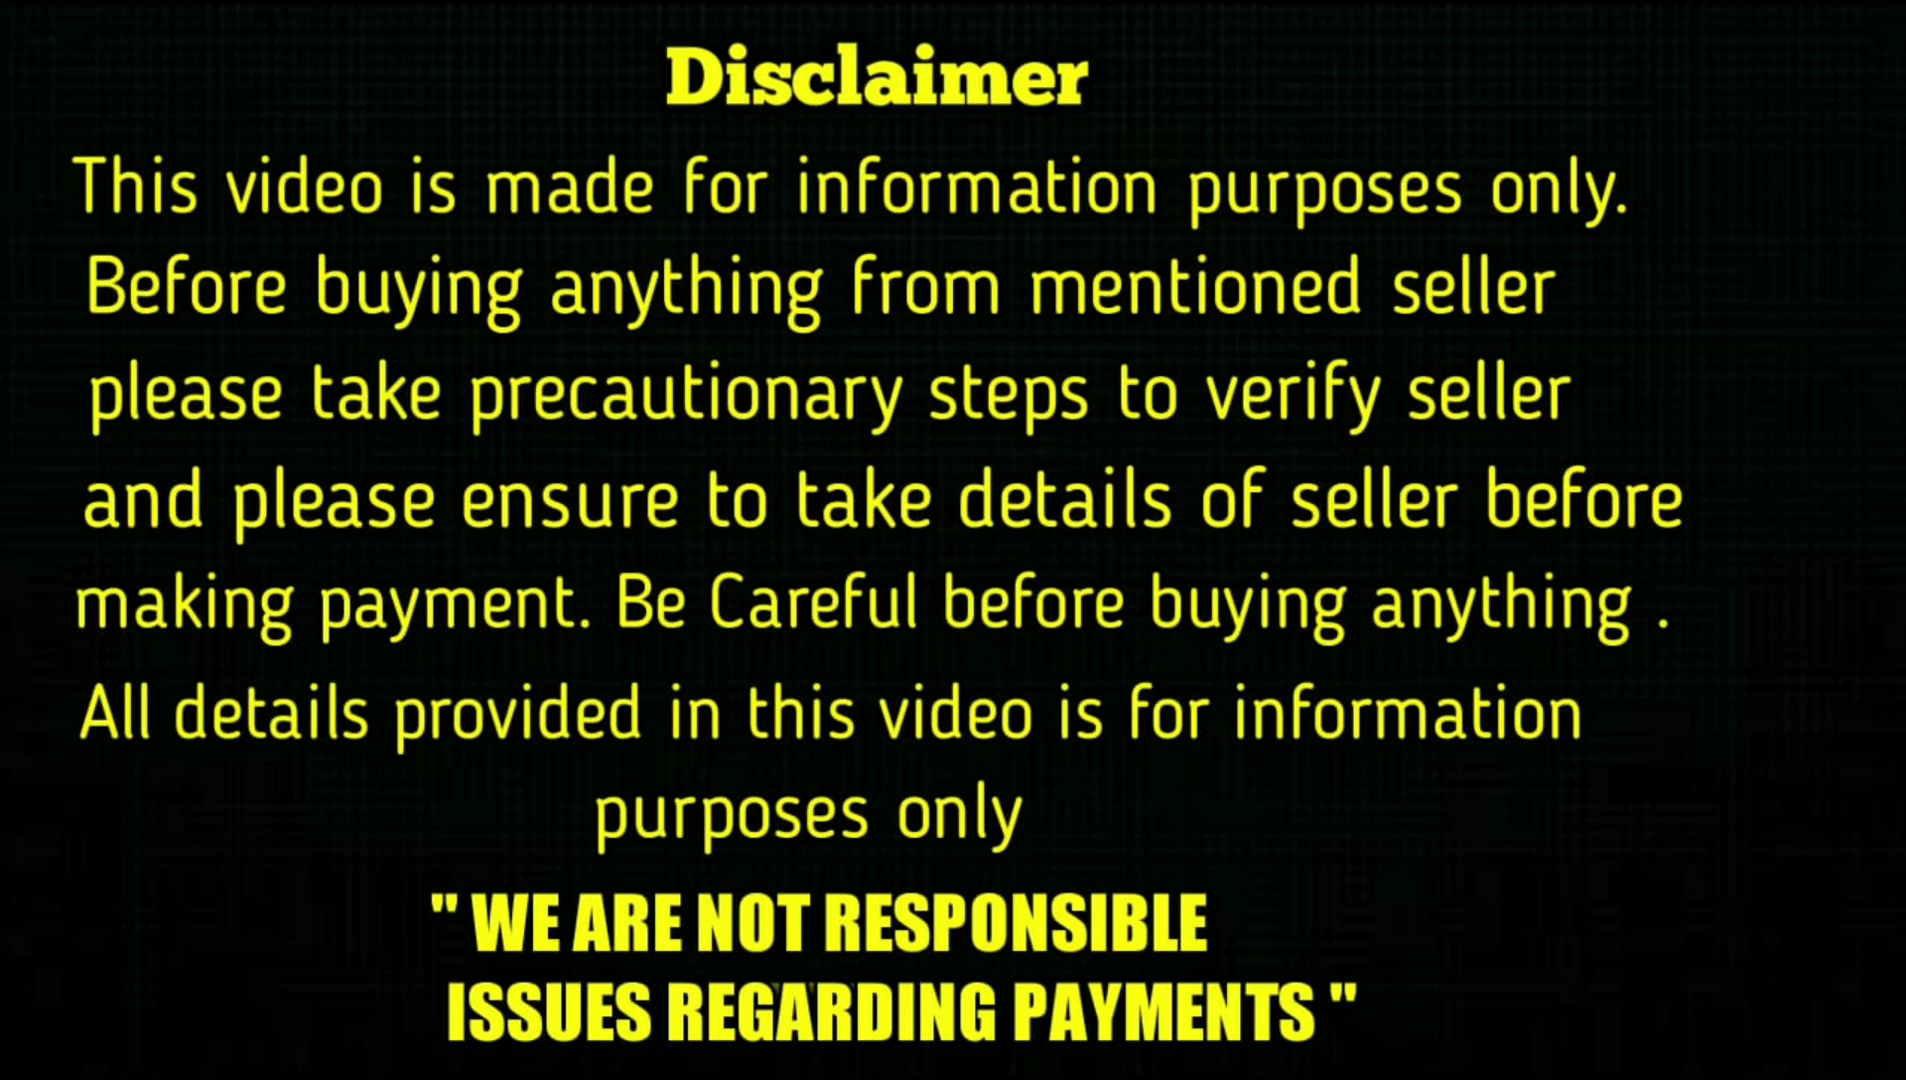 Disclaimer
This video is made for information purposes only.
Before buying anything from mentioned seller
please take precautionary steps to verify seller
and please ensure to take details of seller before
making payment. Be Careful before buying anything .
All details provided in this video is for information
purposes only
" WE ARE NOT RESPONSIBLE
ISSUES REGARDING PAYMENTS "